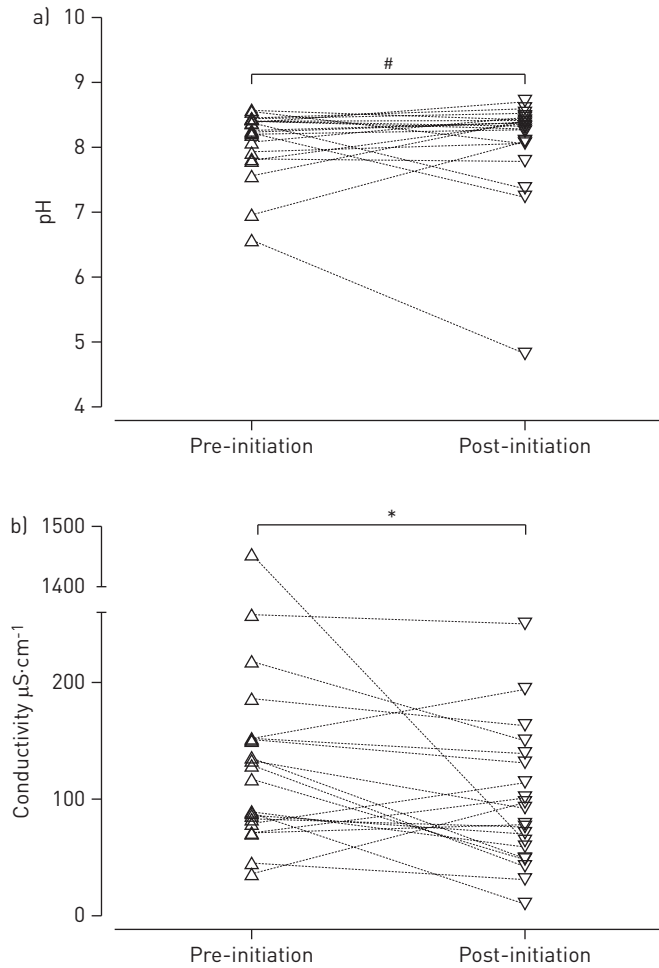 a)
10
#
9
8
7
6
5
4
pH
Pre-initiation Post-initiation
b)
1500
*
1400
200
100
0
Conductivity µS·cm⁻¹
Pre-initiation Post-initiation